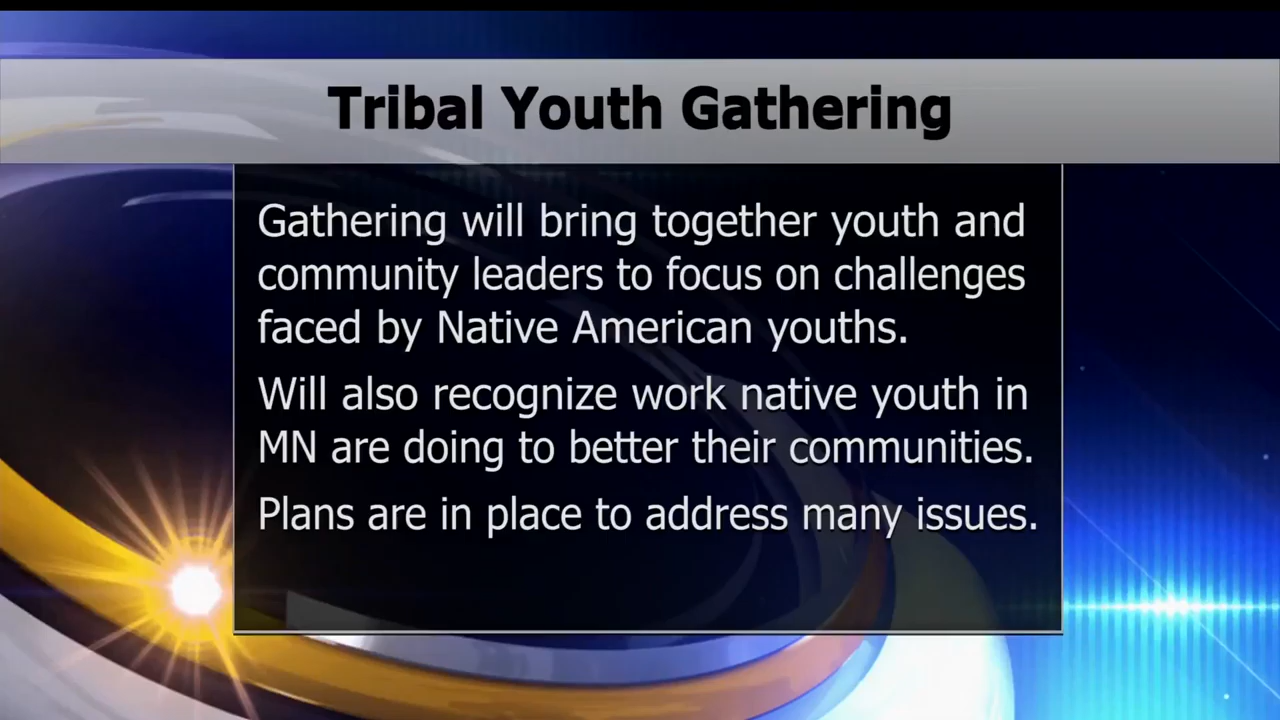 Tribal Youth Gathering
Gathering will bring together youth and
community leaders to focus on challenges
faced by Native American youths.
Will also recognize work native youth in
MN are doing to better their communities.
Plans are in place to address many issues.